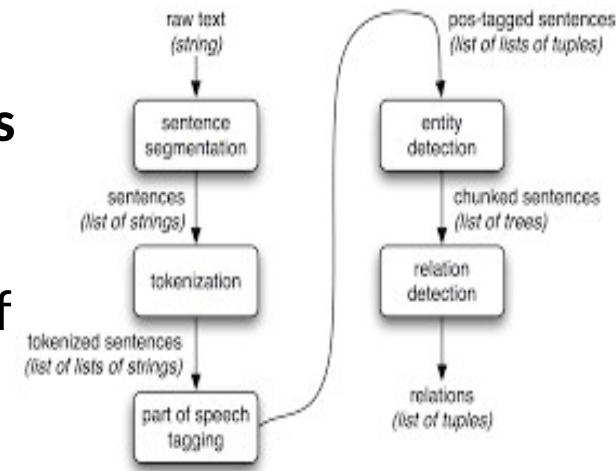 raw text
(string)
s
sentence
segmentation
sentences
(list of strings)
tokenization
f
tokenized sentences
(list of lists of strings)
part of speech
tagging
pos-tagged sentences
(list of lists of tuples)
entity
detection
chunked sentences
(list of trees)
relation
detection
relations
(list of tuples)